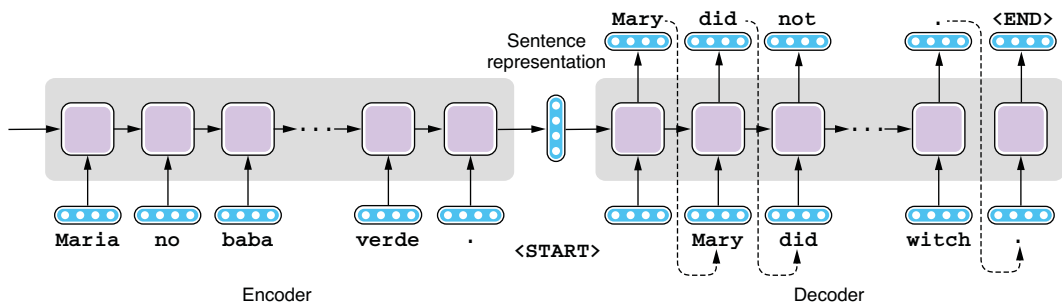 Mary did not . <END>
Sentence
representation
...
...
Maria no baba verde .
<START> Mary did witch .
Encoder
Decoder